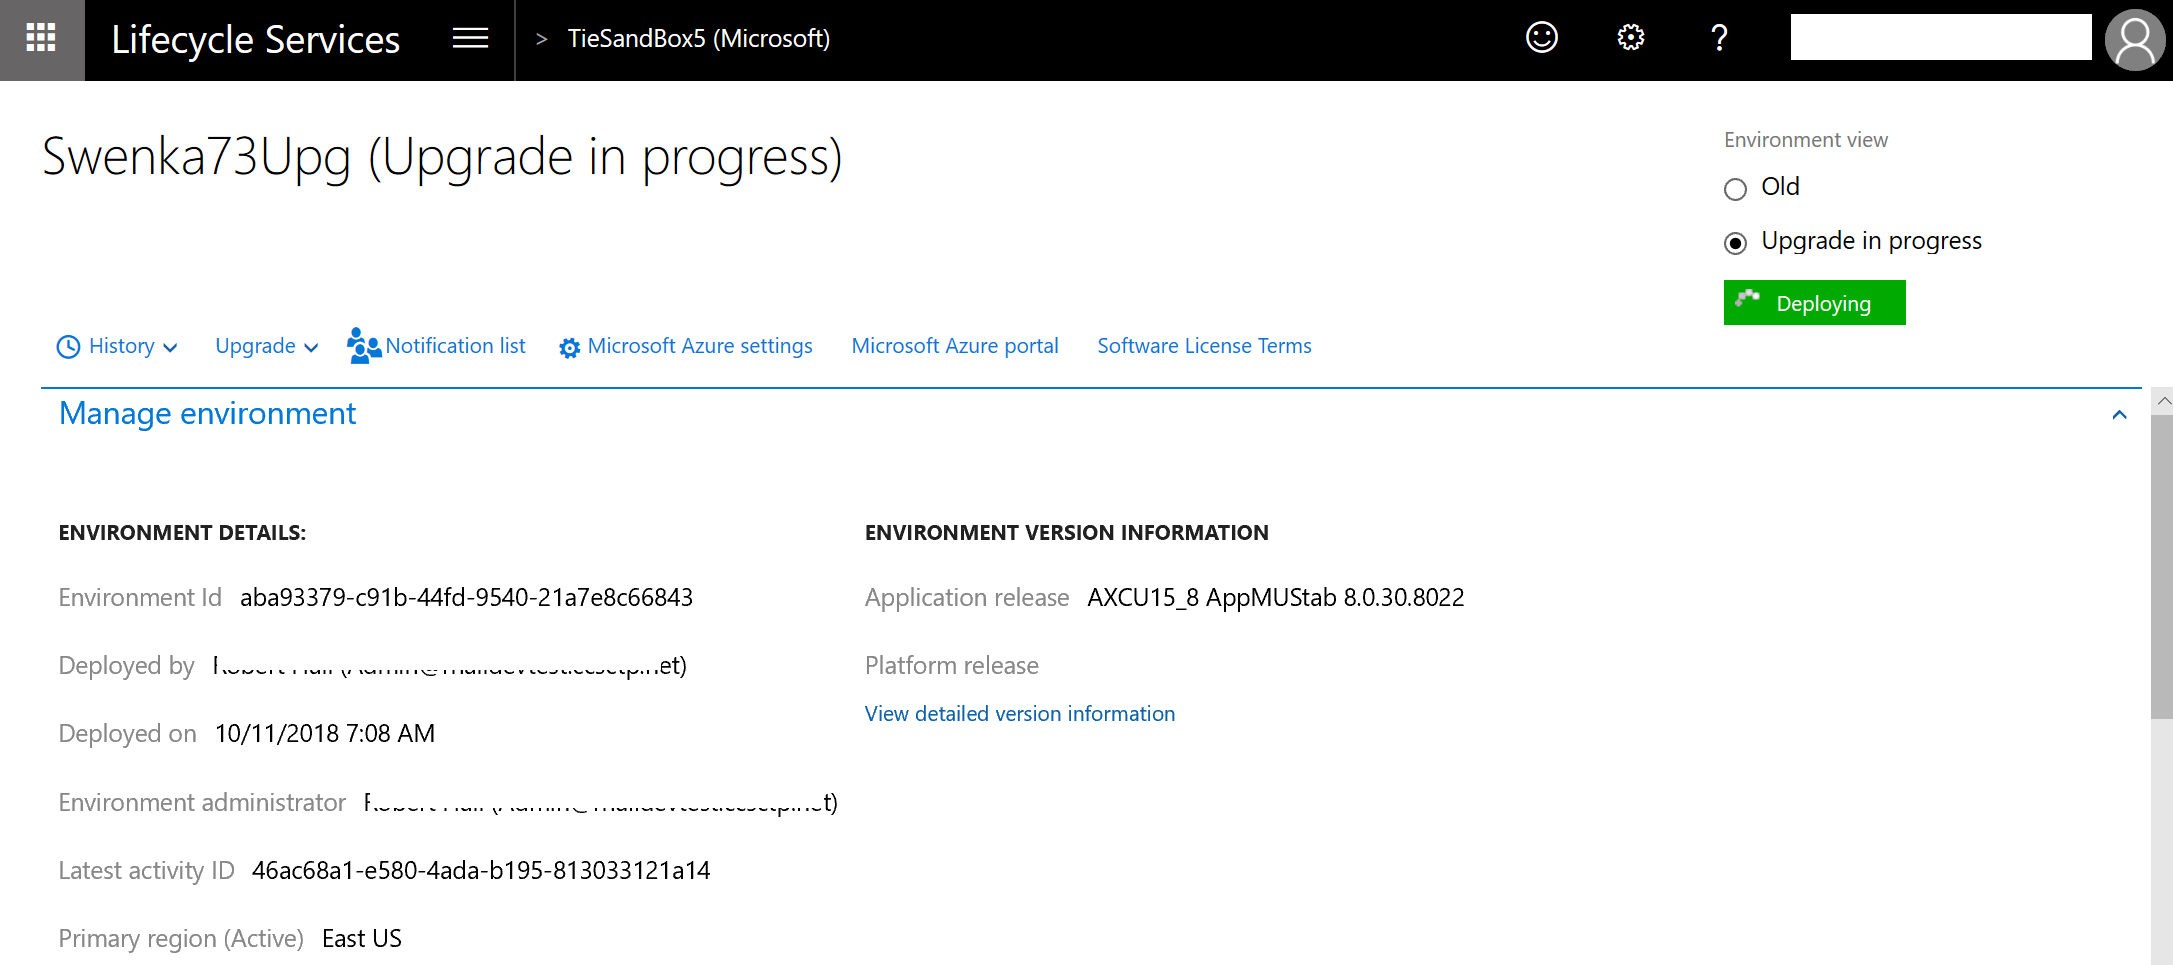 Lifecycle Services > TieSandBox5 (Microsoft) ?
Swenka73Upg (Upgrade in progress)
Environment view
Old
Upgrade in progress
Deploying
History Upgrade Notification list Microsoft Azure settings Microsoft Azure portal Software License Terms
Manage environment
ENVIRONMENT DETAILS:
Environment Id aba93379-c91b-44fd-9540-21a7e8c66843
Deployed by
Deployed on 10/11/2018 7:08 AM
Environment administrator
Latest activity ID 46ac68a1-e580-4ada-b195-813033121a14
Primary region (Active) East US
ENVIRONMENT VERSION INFORMATION
Application release AXCU15_8 AppMUStab 8.0.30.8022
Platform release
View detailed version information